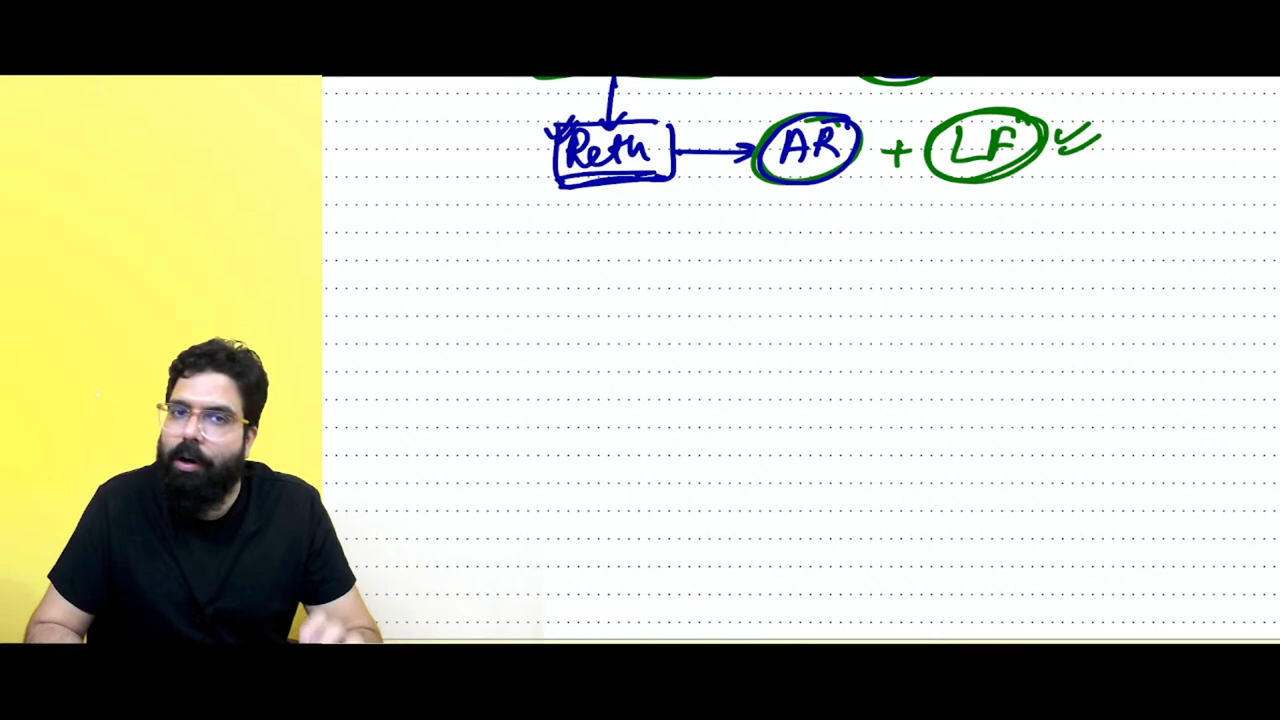 Retn → AR + LF